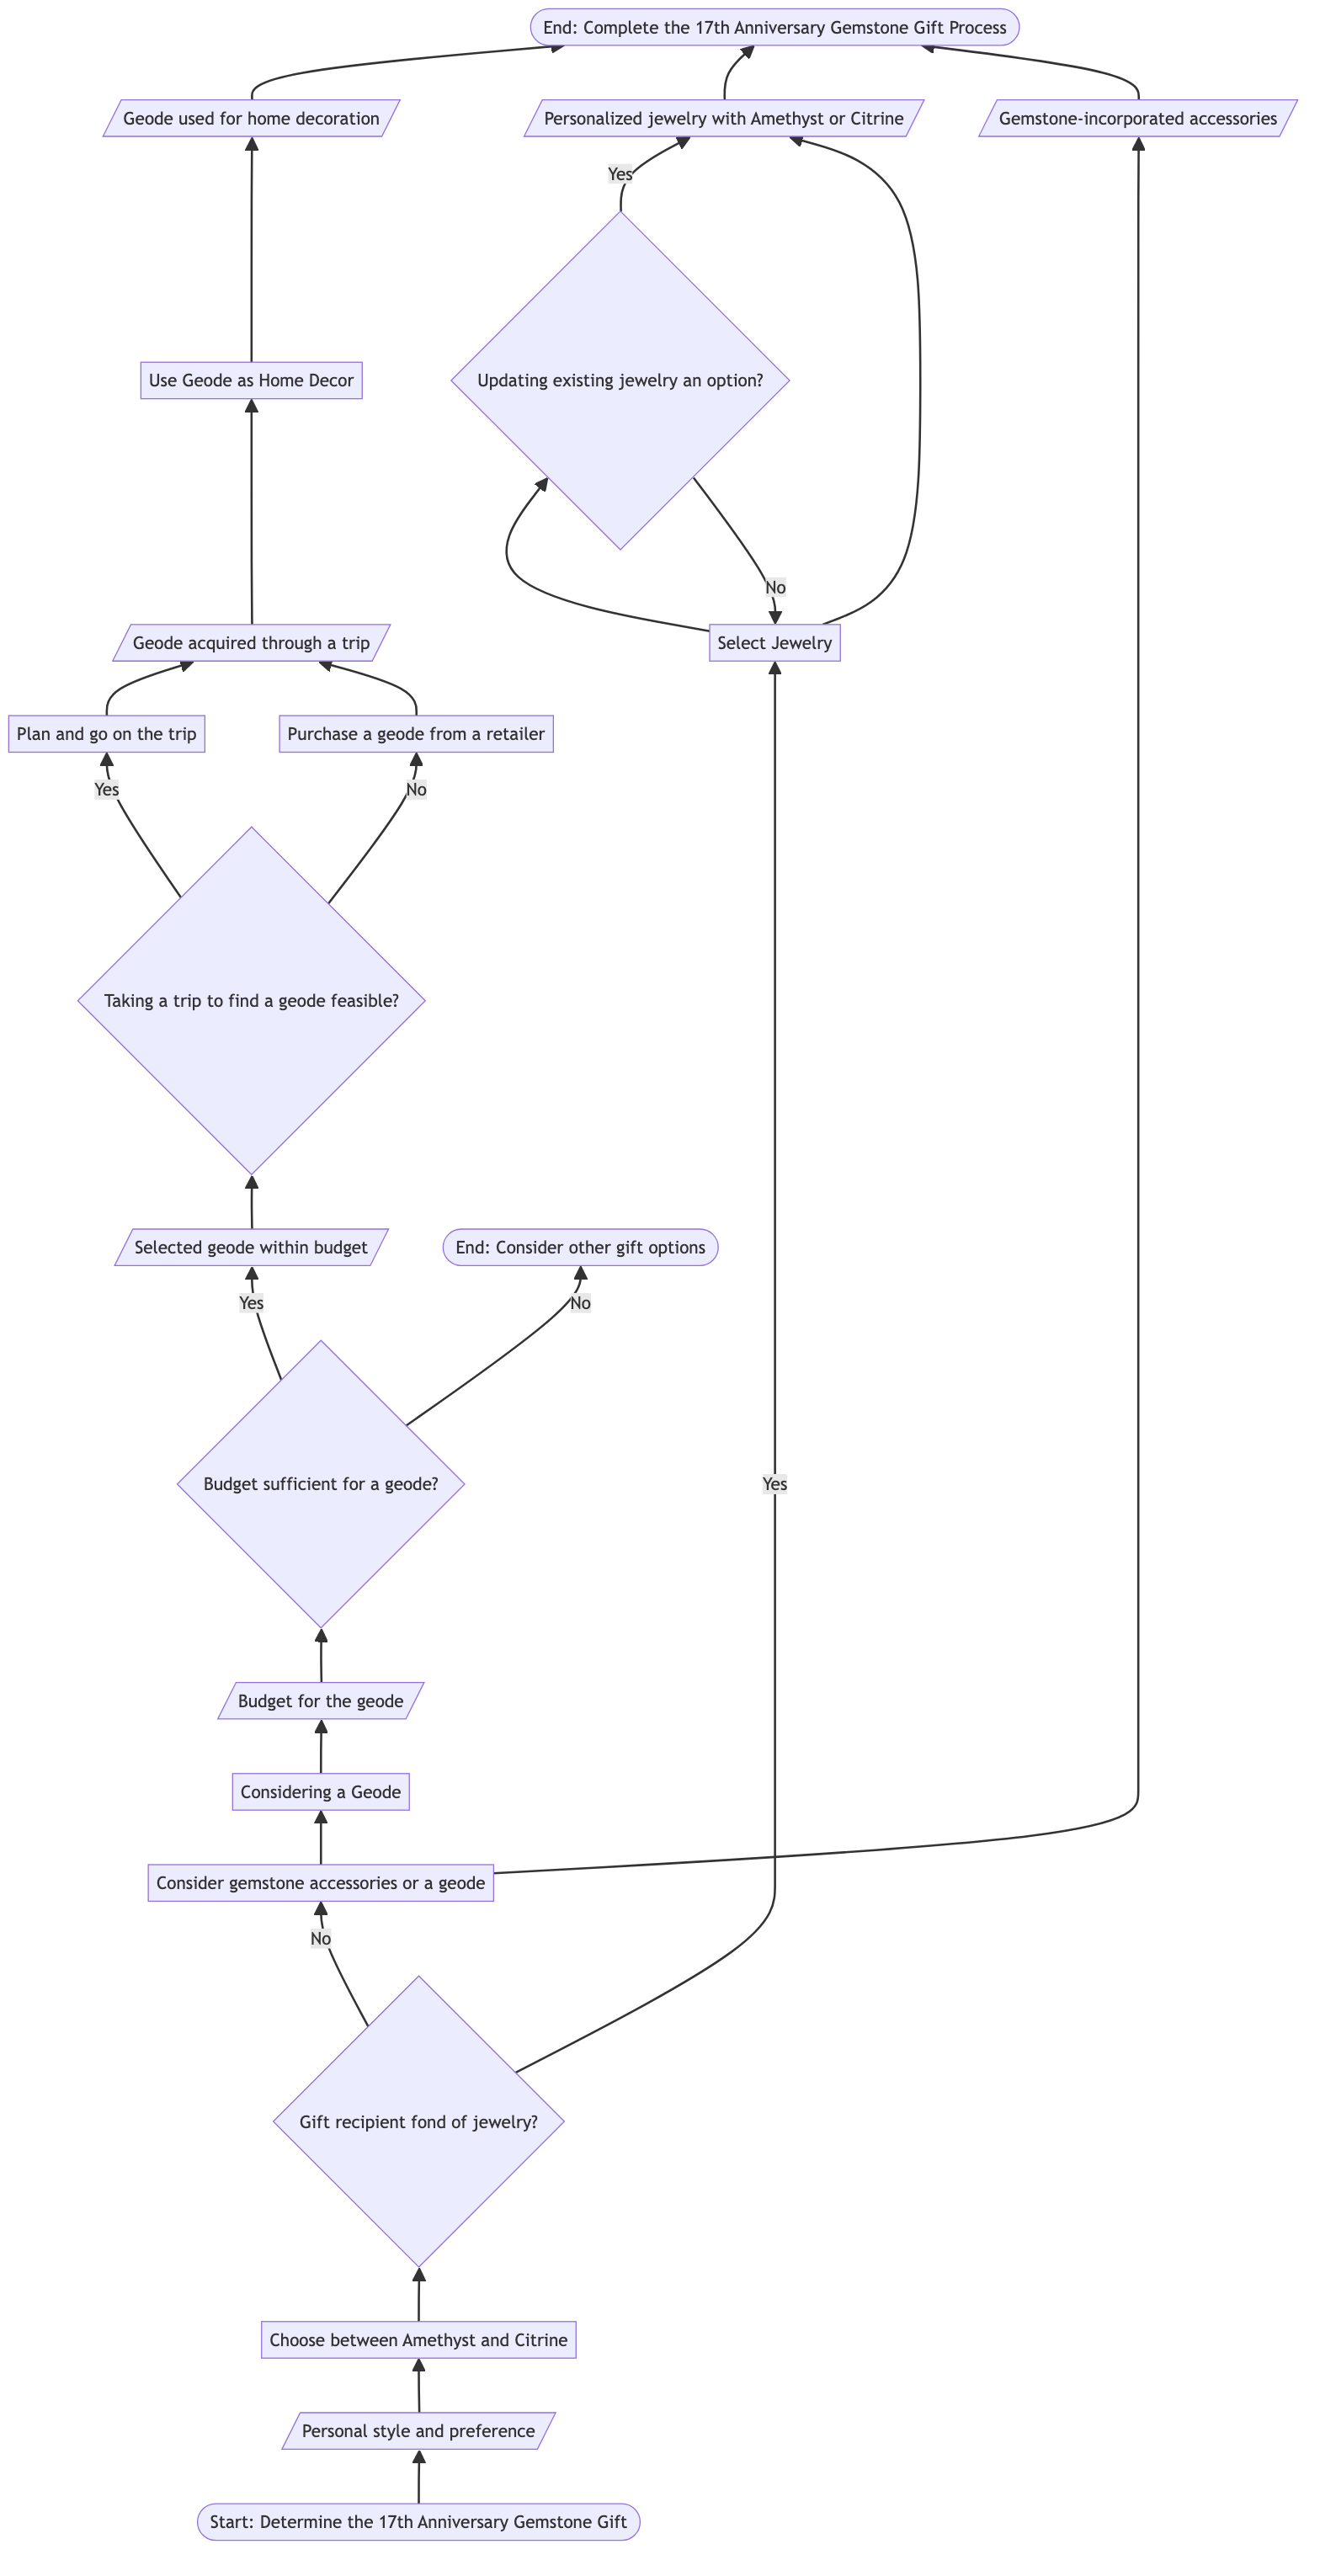 End: Complete the 17th Anniversary Gemstone Gift Process
Geode used for home decoration
Personalized jewelry with Amethyst or Citrine
Gemstone-incorporated accessories
Yes
Use Geode as Home Decor
Updating existing jewelry an option?
No
Geode acquired through a trip
Select Jewelry
Plan and go on the trip
Purchase a geode from a retailer
Yes
No
Taking a trip to find a geode feasible?
Selected geode within budget
End: Consider other gift options
Yes
No
Budget sufficient for a geode?
Yes
Budget for the geode
Considering a Geode
Consider gemstone accessories or a geode
No
Gift recipient fond of jewelry?
Choose between Amethyst and Citrine
Personal style and preference
Start: Determine the 17th Anniversary Gemstone Gift